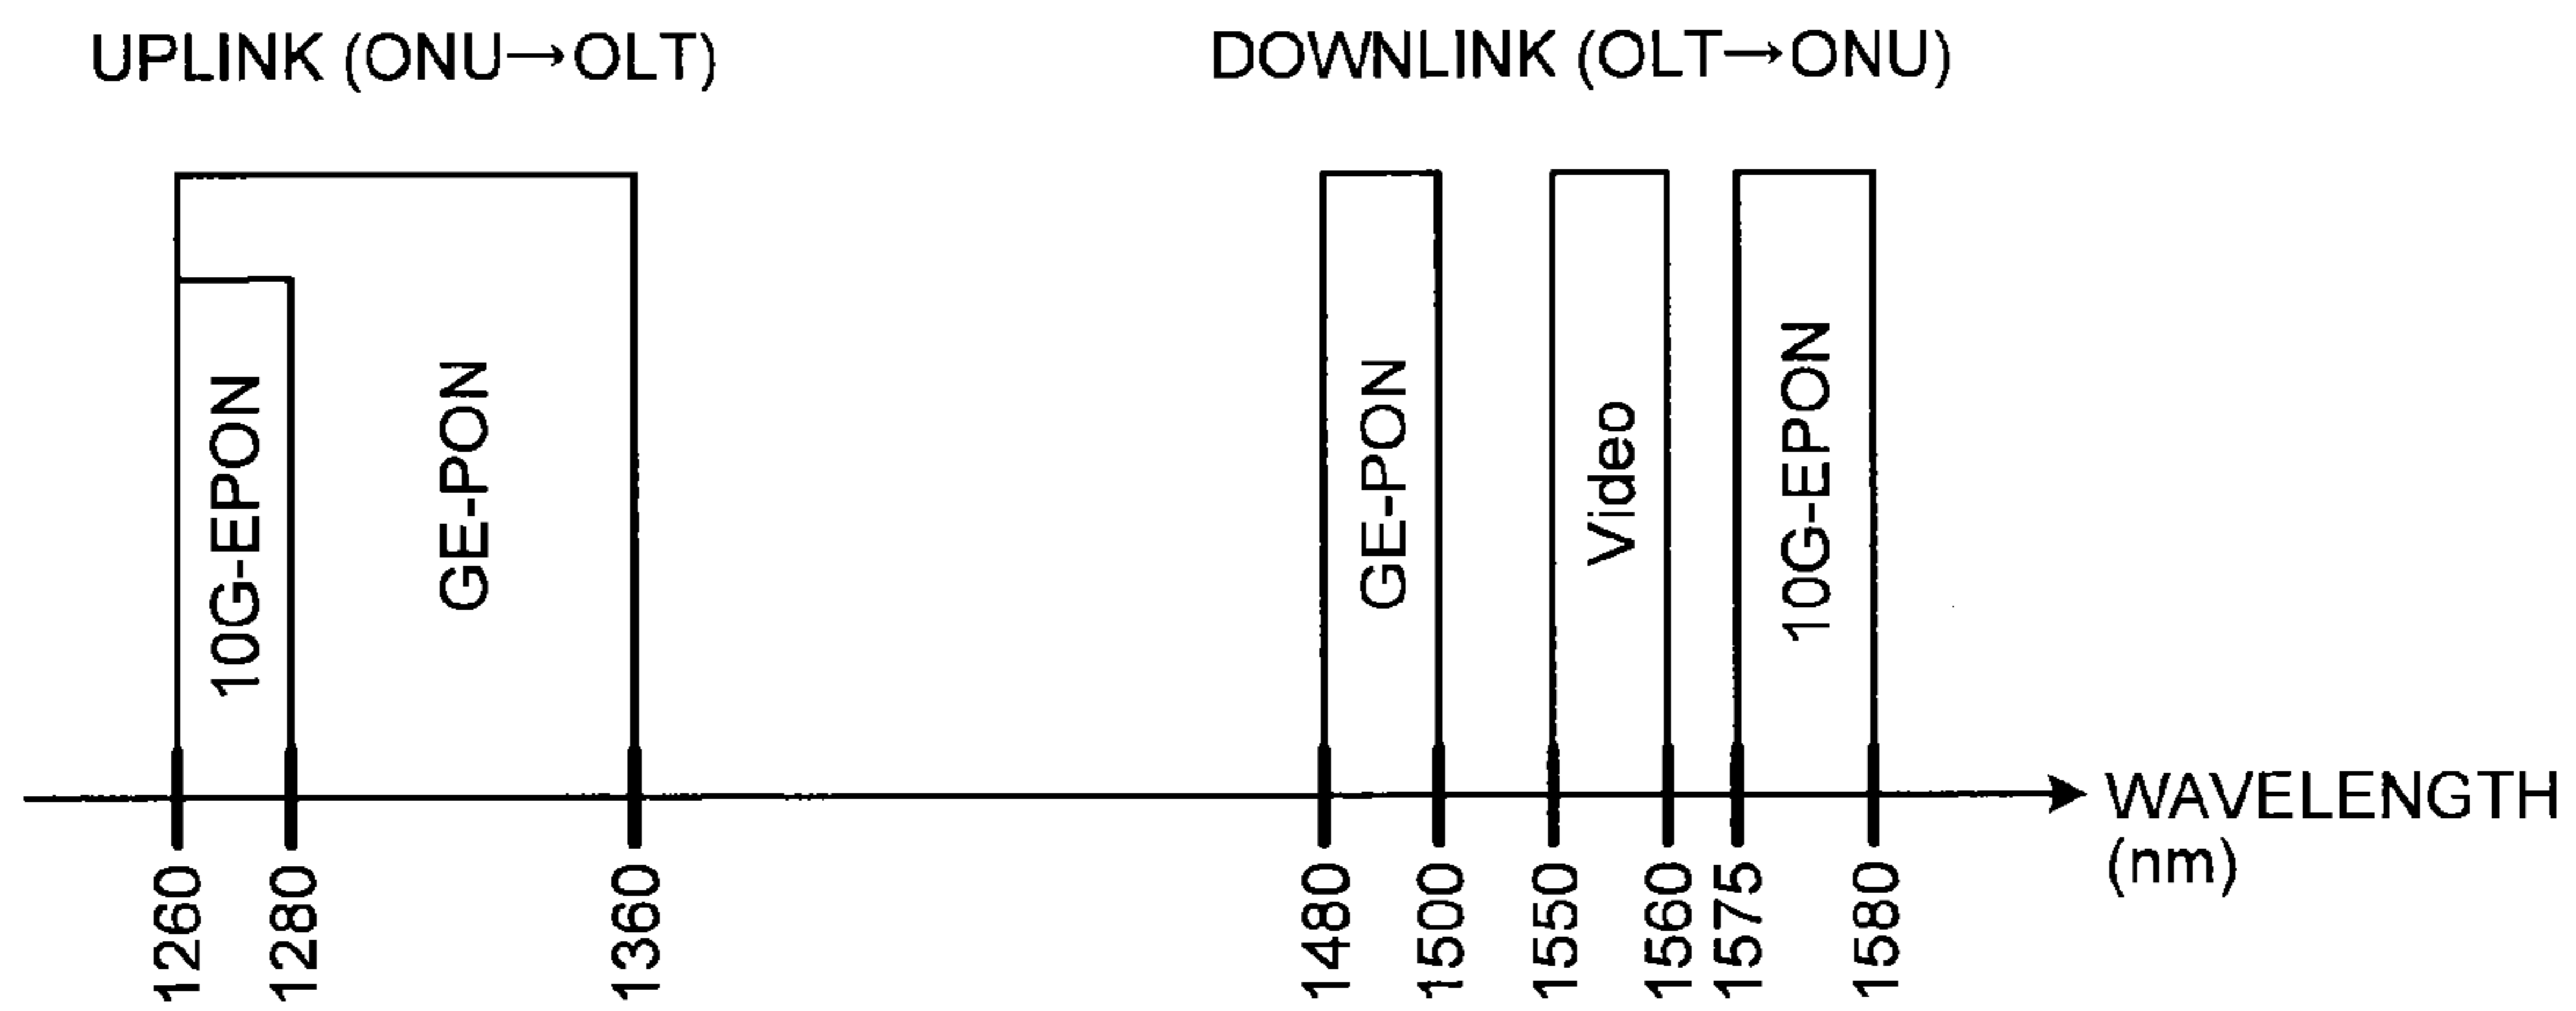 UPLINK (ONU→OLT)
DOWNLINK (OLT→ONU)
10G-EPON
GE-PON
GE-PON
Video
10G-EPON
1260
1280
1360
1480
1500
1550
1560
1575
1580
WAVELENGTH
(nm)